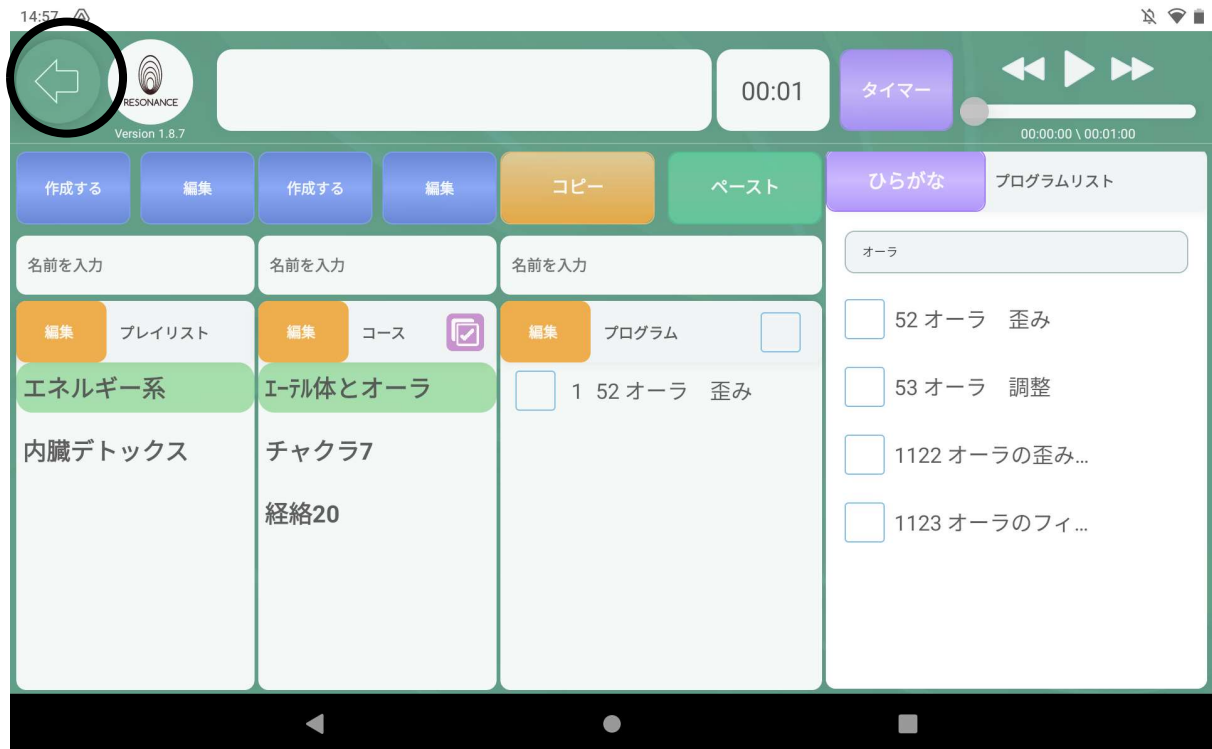 14:57
RESONANCE
Version 1.8.7
00:01
タイマー
00:00:00 \ 00:01:00
作成する
編集
作成する
編集
コピー
ペースト
ひらがな
プログラムリスト
名前を入力
名前を入力
名前を入力
オーラ
編集
プレイリスト
編集
コース
編集
プログラム
エネルギー系
内臓デトックス
ｴｰﾃﾙ体とオーラ
チャクラ7
経絡20
1 52 オーラ　歪み
52 オーラ　歪み
53 オーラ　調整
1122 オーラの歪み...
1123 オーラのフィ...